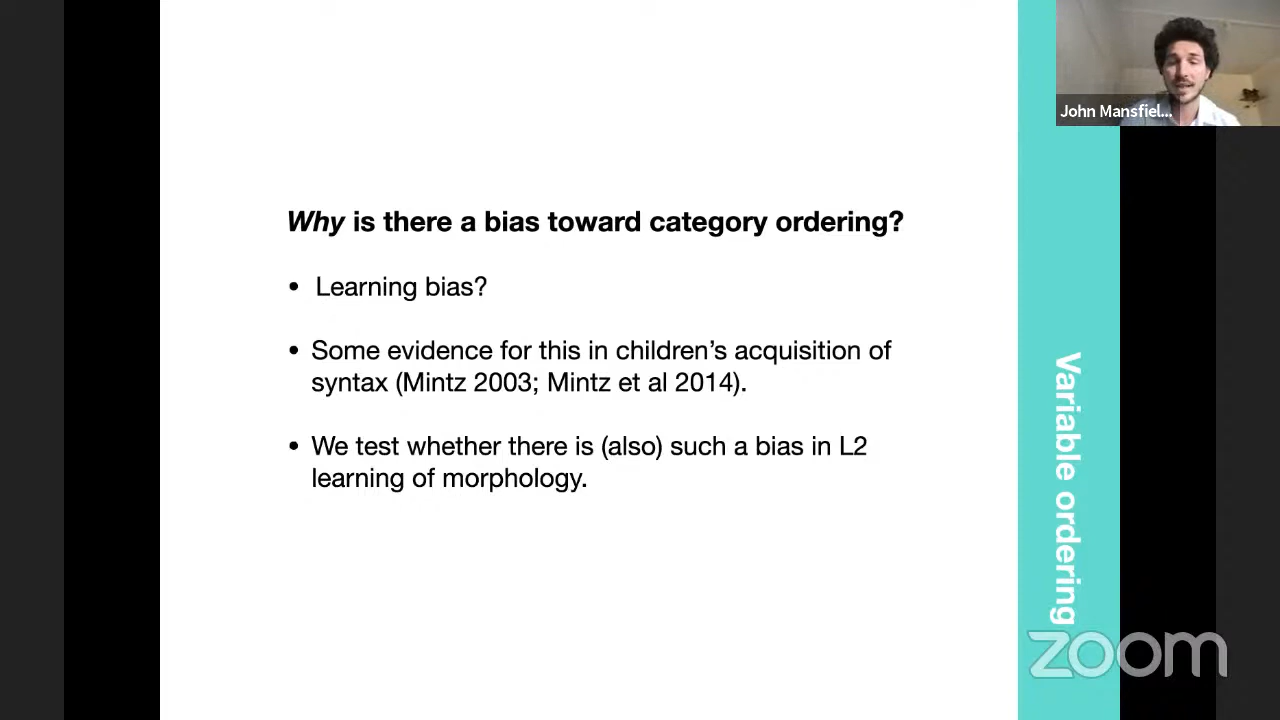 John Mansfiel...
Why is there a bias toward category ordering?
• Learning bias?
• Some evidence for this in children’s acquisition of
syntax (Mintz 2003; Mintz et al 2014).
• We test whether there is (also) such a bias in L2
learning of morphology.
Variable ordering
zoom